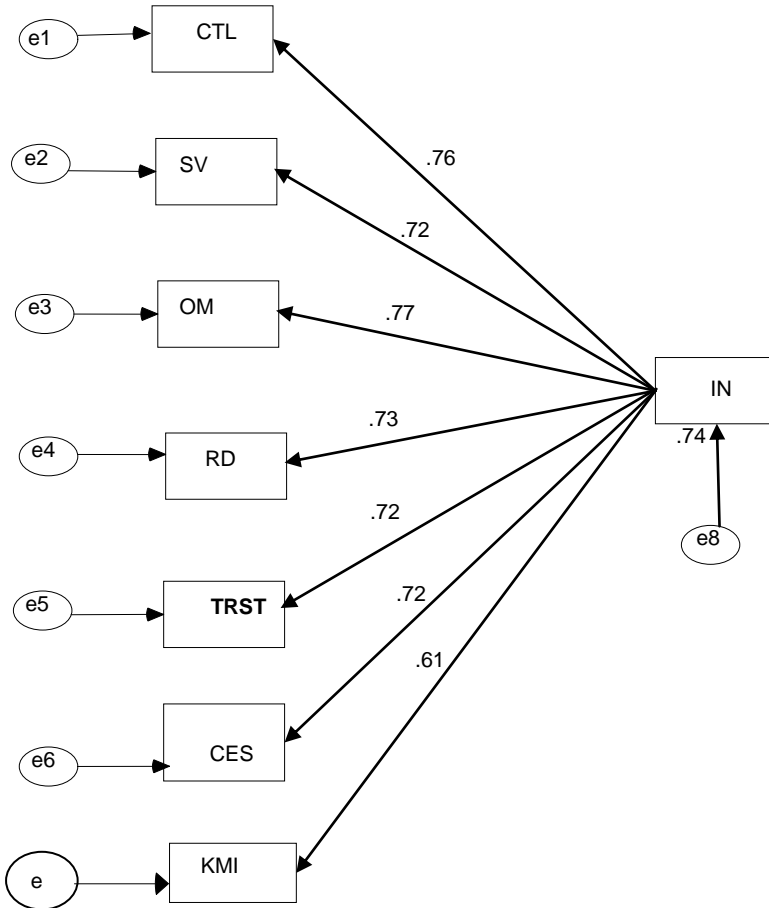 e1
CTL
.76
e2
SV
.72
e3
OM
.77
IN
.74
e4
RD
.73
e8
e5
TRST
.72
.72
e6
CES
.61
e
KMI